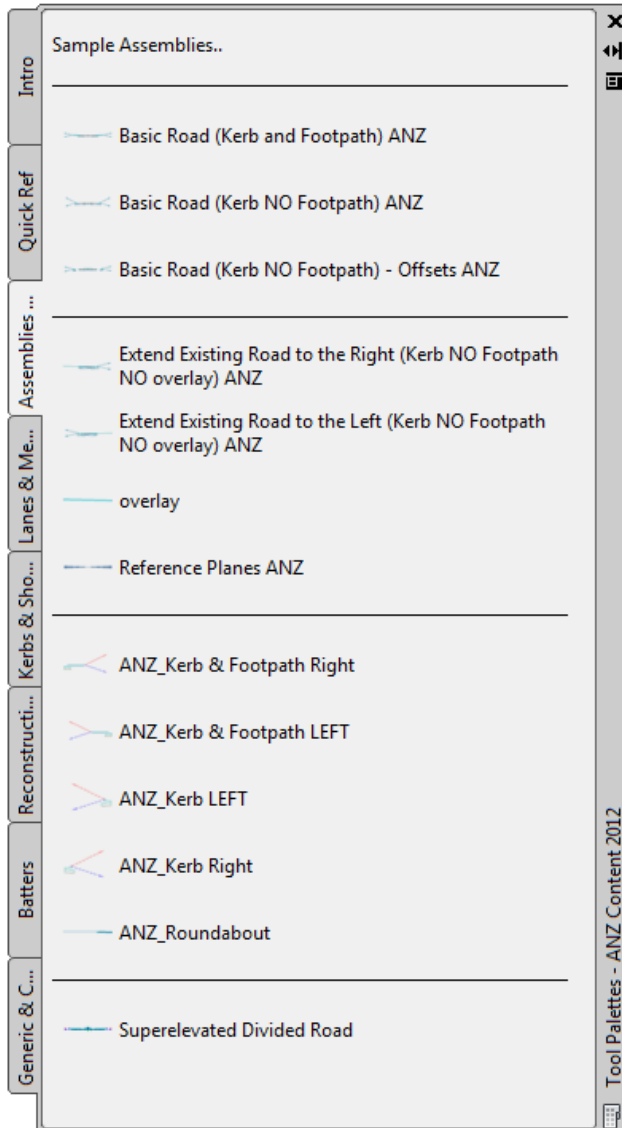 Sample Assemblies..
Basic Road (Kerb and Footpath) ANZ
Basic Road (Kerb NO Footpath) ANZ
Basic Road (Kerb NO Footpath) - Offsets ANZ
Extend Existing Road to the Right (Kerb NO Footpath
NO overlay) ANZ
Extend Existing Road to the Left (Kerb NO Footpath
NO overlay) ANZ
overlay
Reference Planes ANZ
ANZ_Kerb & Footpath Right
ANZ_Kerb & Footpath LEFT
ANZ_Kerb LEFT
ANZ_Kerb Right
ANZ_Roundabout
Superelevated Divided Road
Intro
Quick Ref
Assemblies ...
Lanes & Me...
Kerbs & Sho...
Reconstructi...
Batters
Generic & C...
Tool Palettes - ANZ Content 2012